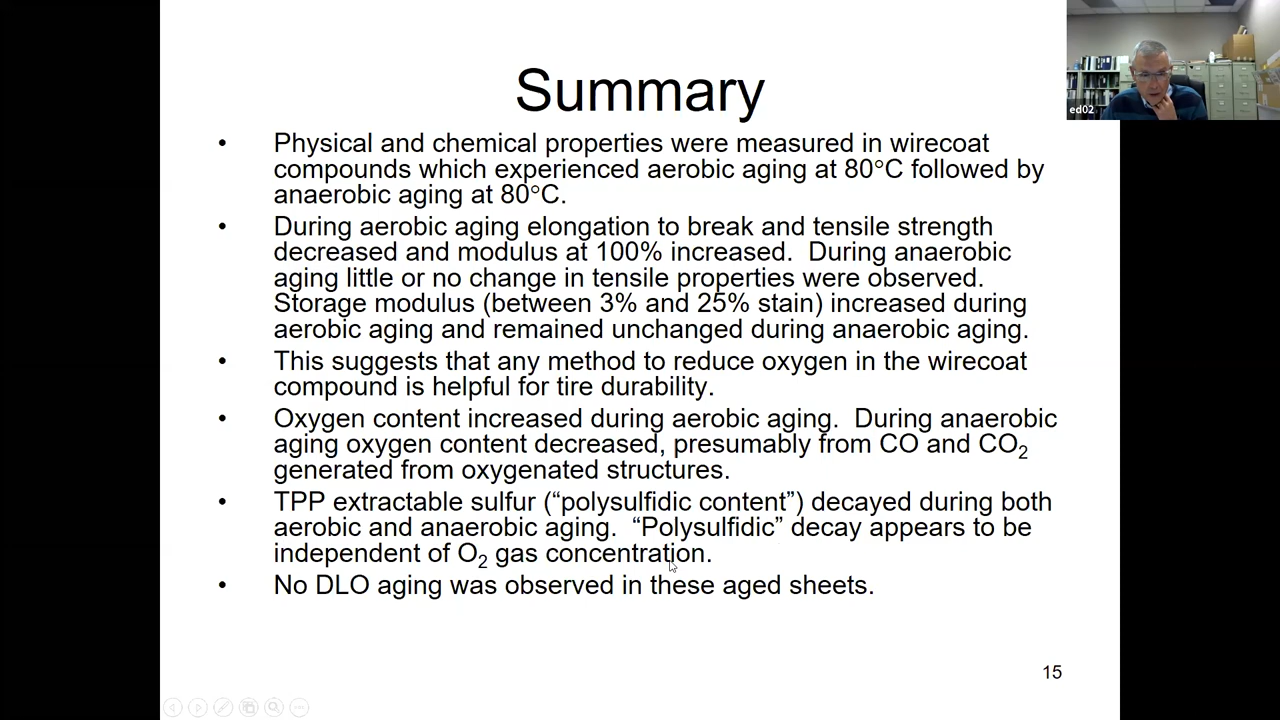 Summary
• Physical and chemical properties were measured in wirecoat
compounds which experienced aerobic aging at 80°C followed by
anaerobic aging at 80°C.
• During aerobic aging elongation to break and tensile strength
decreased and modulus at 100% increased.  During anaerobic
aging little or no change in tensile properties were observed.
Storage modulus (between 3% and 25% stain) increased during
aerobic aging and remained unchanged during anaerobic aging.
• This suggests that any method to reduce oxygen in the wirecoat
compound is helpful for tire durability.
• Oxygen content increased during aerobic aging.  During anaerobic
aging oxygen content decreased, presumably from CO and CO₂
generated from oxygenated structures.
• TPP extractable sulfur (“polysulfidic content”) decayed during both
aerobic and anaerobic aging.  “Polysulfidic” decay appears to be
independent of O₂ gas concentration.
• No DLO aging was observed in these aged sheets.
15
ed02